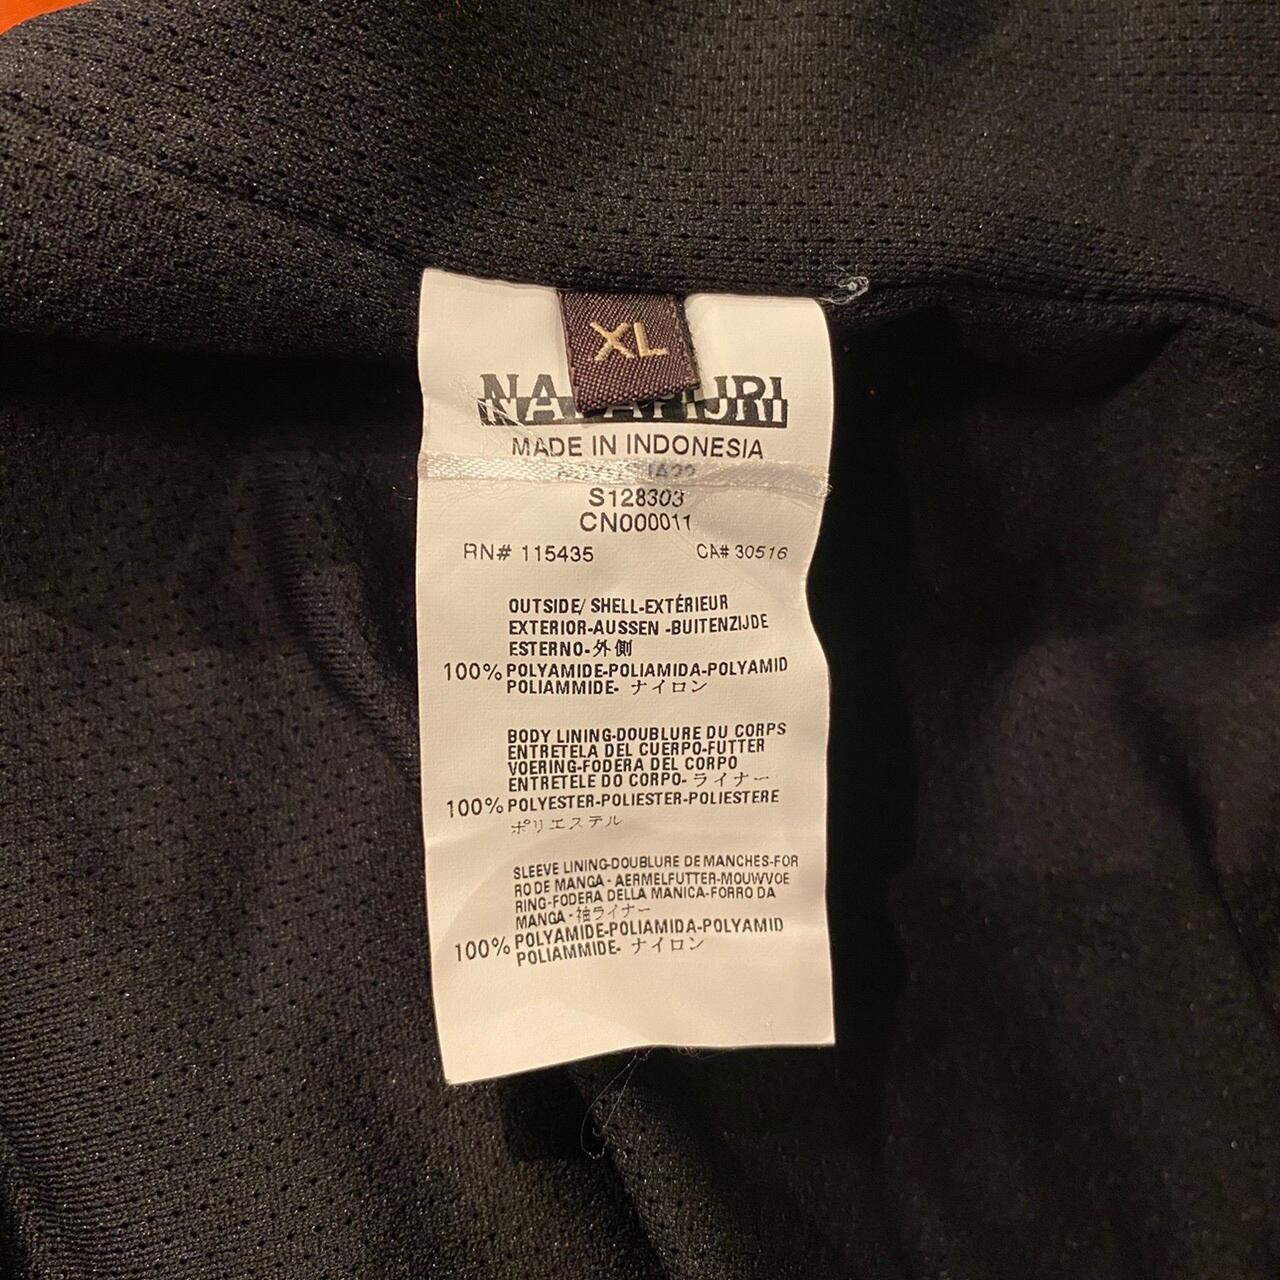 XL
NAPAPIJRI
MADE IN INDONESIA
S128303
CN000011
RN# 115435 CA# 30516
OUTSIDE/ SHELL-EXTÉRIEUR
EXTERIOR-AUSSEN -BUITENZIJDE
ESTERNO-外側
100% POLYAMIDE-POLIAMIDA-POLYAMID
POLIAMMIDE- ナイロン
BODY LINING-DOUBLURE DU CORPS
ENTRETELA DEL CUERPO-FUTTER
VOERING-FODERA DEL CORPO
ENTRETELE DO CORPO- ライナー
100% POLYESTER-POLIESTER-POLIESTERE
ポリエステル
SLEEVE LINING-DOUBLURE DE MANCHES-FOR
RO DE MANGA - AERMELFUTTER-MOUWVOE
RING-FODERA DELLA MANICA-FORRO DA
MANGA -袖ライナー
100% POLYAMIDE-POLIAMIDA-POLYAMID
POLIAMMIDE- ナイロン